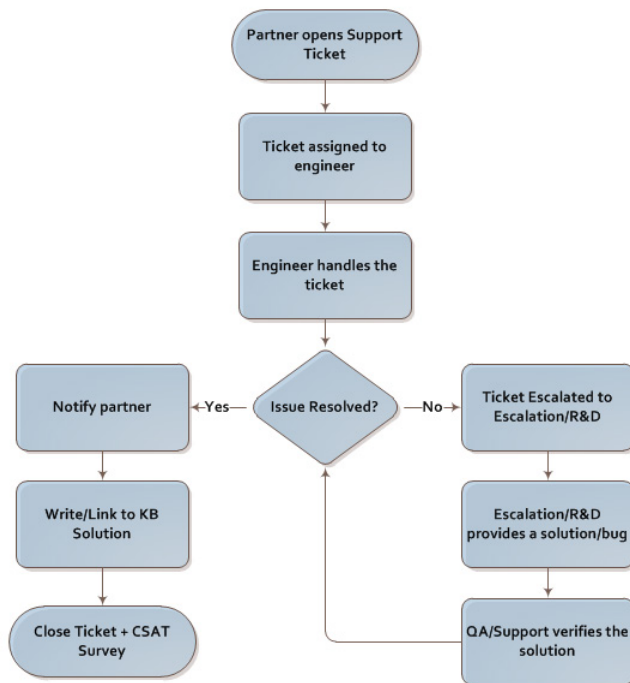 Partner opens Support
Ticket
Ticket assigned to
engineer
Engineer handles the
ticket
Issue Resolved?
Yes
No
Notify partner
Write/Link to KB
Solution
Close Ticket + CSAT
Survey
Ticket Escalated to
Escalation/R&D
Escalation/R&D
provides a solution/bug
QA/Support verifies the
solution